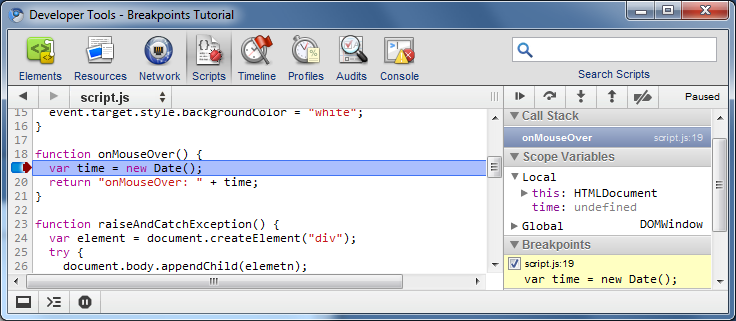 Developer Tools - Breakpoints Tutorial
Elements Resources Network Scripts Timeline Profiles Audits Console
Search Scripts
script.js
Paused
15 event.target.style.backgroundColor = "white";
16 }
17
18 function onMouseOver() {
var time = new Date();
20 return "onMouseOver: " + time;
21 }
22
23 function raiseAndCatchException() {
24 var element = document.createElement("div");
25 try {
26 document.body.appendChild(elemetn);
Call Stack
onMouseOver script.js:19
Scope Variables
Local
this: HTMLDocument
time: undefined
Global DOMWindow
Breakpoints
script.js:19
var time = new Date();